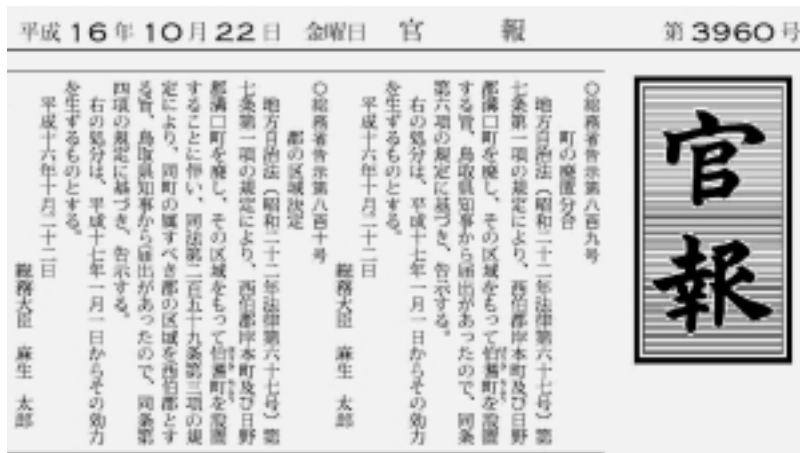 平成16年10月22日 金曜日 官報 第3960号
官報
○総務省告示第八百九号
町の廃置分合
地方自治法（昭和二十二年法律第六十七号）第
七条第一項の規定により、西伯郡岸本町及び日野
郡溝口町を廃し、その区域をもって伯耆町を設置
する旨、鳥取県知事から届出があったので、同条
第六項の規定に基づき、告示する。
右の処分は、平成十七年一月一日からその効力
を生ずるものとする。
平成十六年十月二十二日
総務大臣 麻生 太郎
○総務省告示第八百十号
郡の区域決定
地方自治法（昭和二十二年法律第六十七号）第
七条第一項の規定により、西伯郡岸本町及び日野
郡溝口町を廃し、その区域をもって伯耆町を設置
することに伴い、同法第二百五十九条第三項の規
定により、同町の属すべき郡の区域を西伯郡とす
る旨、鳥取県知事から届出があったので、同条第
四項の規定に基づき、告示する。
右の処分は、平成十七年一月一日からその効力
を生ずるものとする。
平成十六年十月二十二日
総務大臣 麻生 太郎